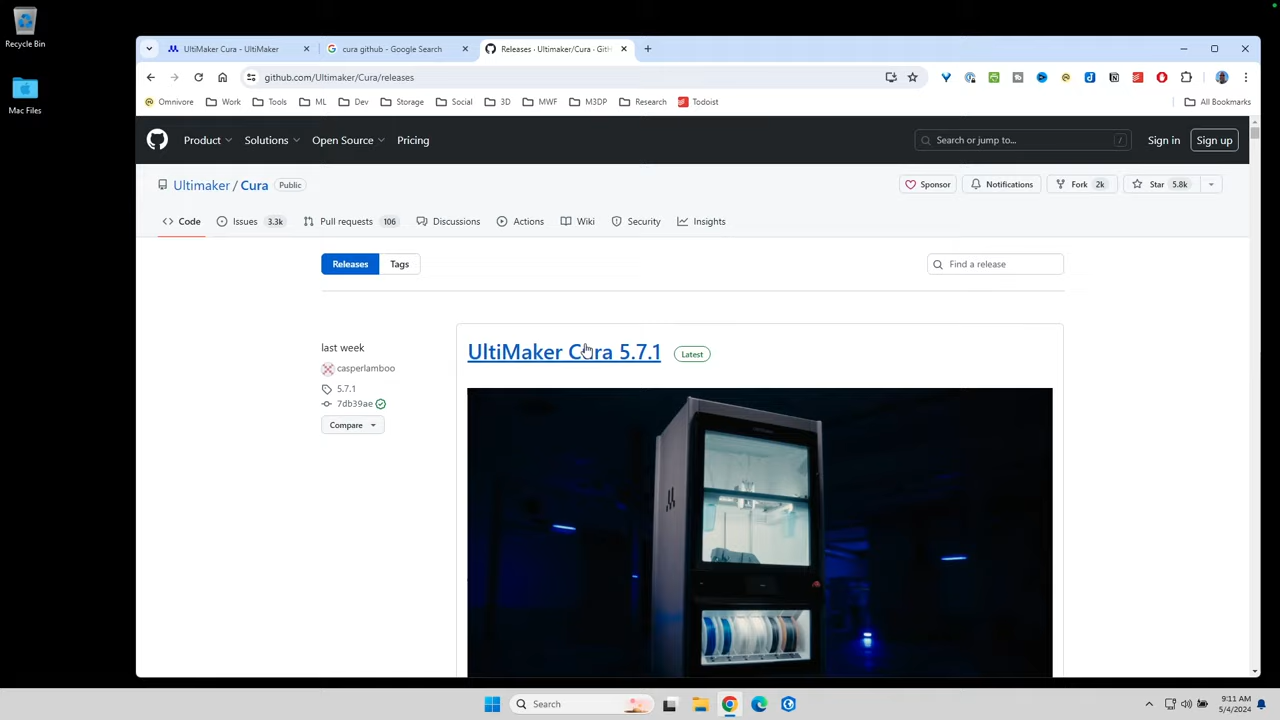 Recycle Bin
Mac Files
UltiMaker Cura - UltiMaker
cura github - Google Search
Releases · Ultimaker/Cura · GitH
github.com/Ultimaker/Cura/releases
Omnivore Work Tools ML Dev Storage Social 3D MWF M3DP Research Todoist All Bookmarks
Product Solutions Open Source Pricing Search or jump to... / Sign in Sign up
Ultimaker / Cura Public Sponsor Notifications Fork 2k Star 5.8k
Code Issues 3.3k Pull requests 106 Discussions Actions Wiki Security Insights
Releases Tags Find a release
last week
casperlamboo
5.7.1
7db39ae
Compare
UltiMaker Cura 5.7.1 Latest
Search
9:11 AM
5/4/2024